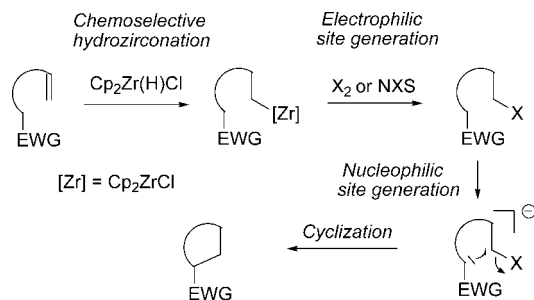 Chemoselective
hydrozirconation
Electrophilic
site generation
Cp₂Zr(H)Cl
X₂ or NXS
[Zr]
X
EWG
EWG
EWG
[Zr] = Cp₂ZrCl
Nucleophilic
site generation
Cyclization
⊖
X
EWG
EWG